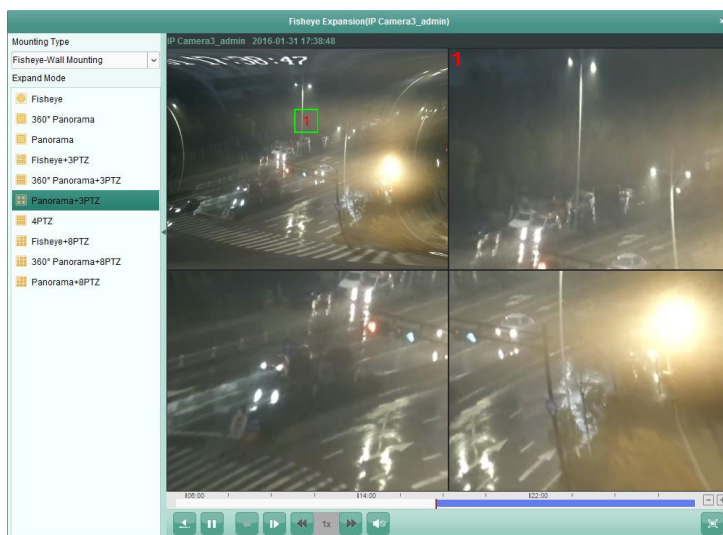 Fisheye Expansion(IP Camera3_admin)
Mounting Type
IP Camera3_admin 2016-01-31 17:38:48
Fisheye-Wall Mounting
Expand Mode
Fisheye
360° Panorama
Panorama
Fisheye+3PTZ
360° Panorama+3PTZ
Panorama+3PTZ
4PTZ
Fisheye+8PTZ
360° Panorama+8PTZ
Panorama+8PTZ
1
1
06:00
14:00
22:00
1x